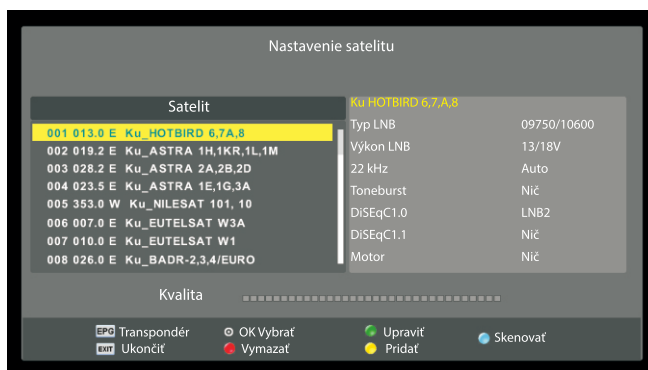 Nastavenie satelitu
Satelit
001 013.0 E Ku_HOTBIRD 6,7A,8
002 019.2 E Ku_ASTRA 1H,1KR,1L,1M
003 028.2 E Ku_ASTRA 2A,2B,2D
004 023.5 E Ku_ASTRA 1E,1G,3A
005 353.0 W Ku_NILESAT 101, 10
006 007.0 E Ku_EUTELSAT W3A
007 010.0 E Ku_EUTELSAT W1
008 026.0 E Ku_BADR-2,3,4/EURO
Ku HOTBIRD 6,7,A,8
Typ LNB 09750/10600
Výkon LNB 13/18V
22 kHz Auto
Toneburst Nič
DiSEqC1.0 LNB2
DiSEqC1.1 Nič
Motor Nič
Kvalita
EPG Transpondér OK Vybrať Upraviť Skenovať
EXIT Ukončiť Vymazať Pridať